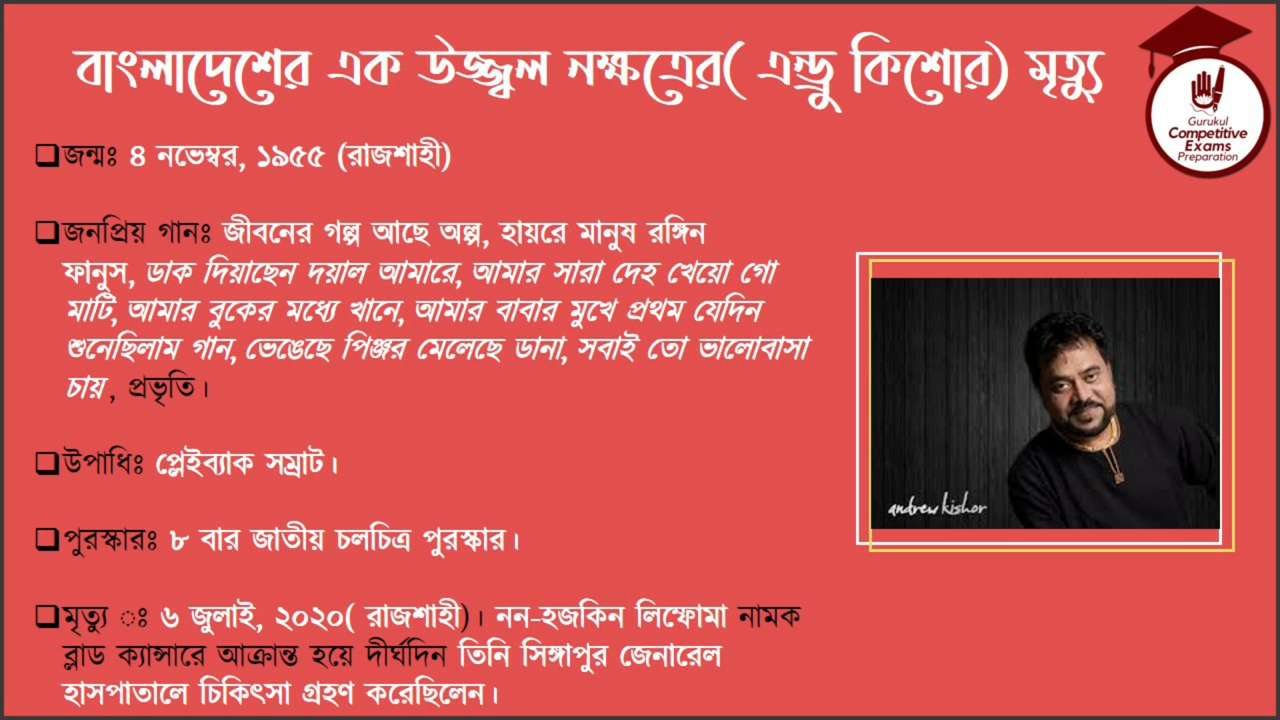 বাংলাদেশের এক উজ্জ্বল নক্ষত্রের( এন্ড্রু কিশোর) মৃত্যু
Gurukul
Competitive
Exams
Preparation
❑জন্মঃ ৪ নভেম্বর, ১৯৫৫ (রাজশাহী)
❑জনপ্রিয় গানঃ জীবনের গল্প আছে অল্প, হায়রে মানুষ রঙ্গিন
ফানুস, ডাক দিয়াছেন দয়াল আমারে, আমার সারা দেহ খেয়ো গো
মাটি, আমার বুকের মধ্যে খানে, আমার বাবার মুখে প্রথম যেদিন
শুনেছিলাম গান, ভেঙেছে পিঞ্জর মেলেছে ডানা, সবাই তো ভালোবাসা
চায় , প্রভৃতি।
❑উপাধিঃ প্লেইব্যাক সম্রাট।
❑পুরস্কারঃ ৮ বার জাতীয় চলচিত্র পুরস্কার।
❑মৃত্যু ঃ ৬ জুলাই, ২০২০( রাজশাহী)। নন-হজকিন লিম্ফোমা নামক
ব্লাড ক্যান্সারে আক্রান্ত হয়ে দীর্ঘদিন তিনি সিঙ্গাপুর জেনারেল
হাসপাতালে চিকিৎসা গ্রহণ করেছিলেন।
andrew kishor